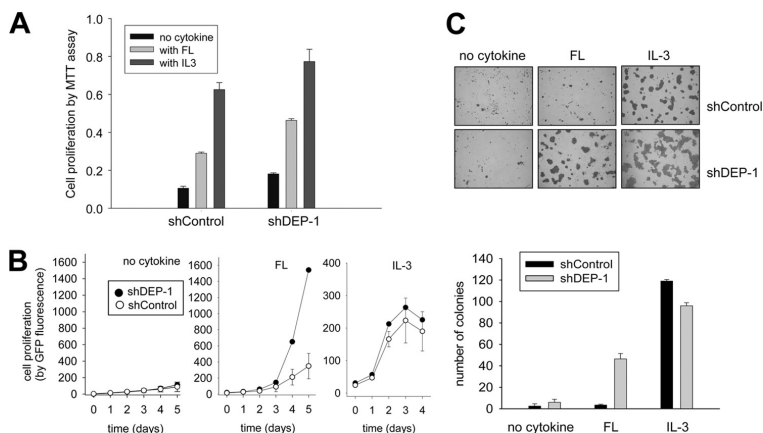 A
Cell proliferation by MTT assay
1.0
0.8
0.6
0.4
0.2
0.0
no cytokine
with FL
with IL3
shControl
shDEP-1
B
cell proliferation
(by GFP fluorescence)
no cytokine
1600
1400
1200
1000
800
600
400
200
0
shDEP-1
shControl
0 1 2 3 4 5
time (days)
FL
1600
1400
1200
1000
800
600
400
200
0
0 1 2 3 4 5
time (days)
IL-3
400
300
200
100
0
0 1 2 3 4
time (days)
C
no cytokine FL IL-3
shControl
shDEP-1
number of colonies
140
120
100
80
60
40
20
0
shControl
shDEP-1
no cytokine FL IL-3